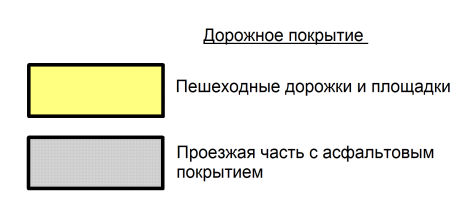 Дорожное покрытие
Пешеходные дорожки и площадки
Проезжая часть с асфальтовым
покрытием